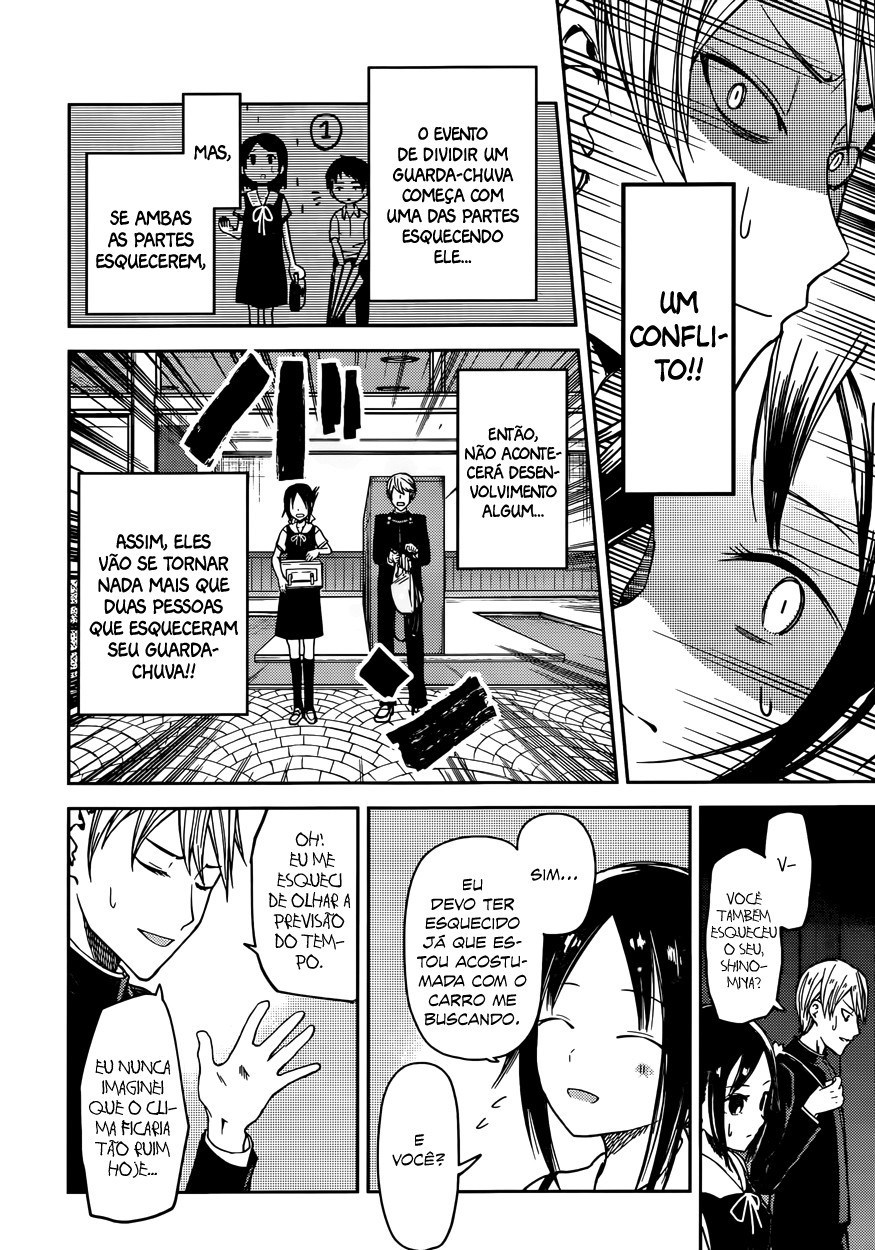 UM
CONFLI-
TO!!
O EVENTO
DE DIVIDIR UM
GUARDA-CHUVA
COMEÇA COM
UMA DAS PARTES
ESQUECENDO
ELE...
1
MAS,
SE AMBAS
AS PARTES
ESQUECEREM,
ENTÃO,
NÃO ACONTE-
CERÁ DESEN-
VOLVIMENTO
ALGUM...
ASSIM, ELES
VÃO SE TORNAR
NADA MAIS QUE
DUAS PESSOAS
QUE ESQUECERAM
SEU GUARDA-
CHUVA!!
V-
VOCÊ
TAMBÉM
ESQUECEU
O SEU,
SHINO-
MIYA?
SIM...
EU
DEVO TER
ESQUECIDO
JÁ QUE ES-
TOU ACOSTU-
MADA COM O
CARRO ME
BUSCANDO.
E
VOCÊ?
OH!
EU ME
ESQUECI
DE OLHAR A
PREVISÃO
DO TEM-
PO.
EU NUNCA
IMAGINEI
QUE O CLI-
MA FICARIA
TÃO RUIM
HOJE...